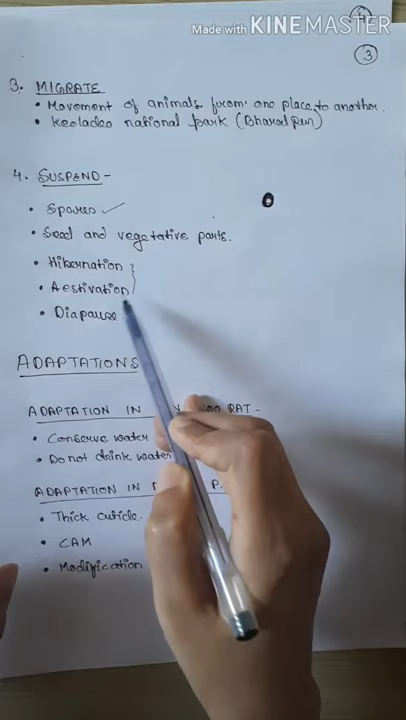 Made with KINEMASTER
3
3. MIGRATE
• Movement of animals from one place to another.
• Keolades national park (Bharatpur)
4. SUSPEND -
• Spores ✓
• Seed and vegetative parts.
• Hibernation
• Aestivation
• Diapause
ADAPTATIONS
ADAPTATION IN RAT -
• Conserve water
• Do not drink water
ADAPTATION IN
• Thick cuticle.
• CAM
• Modification